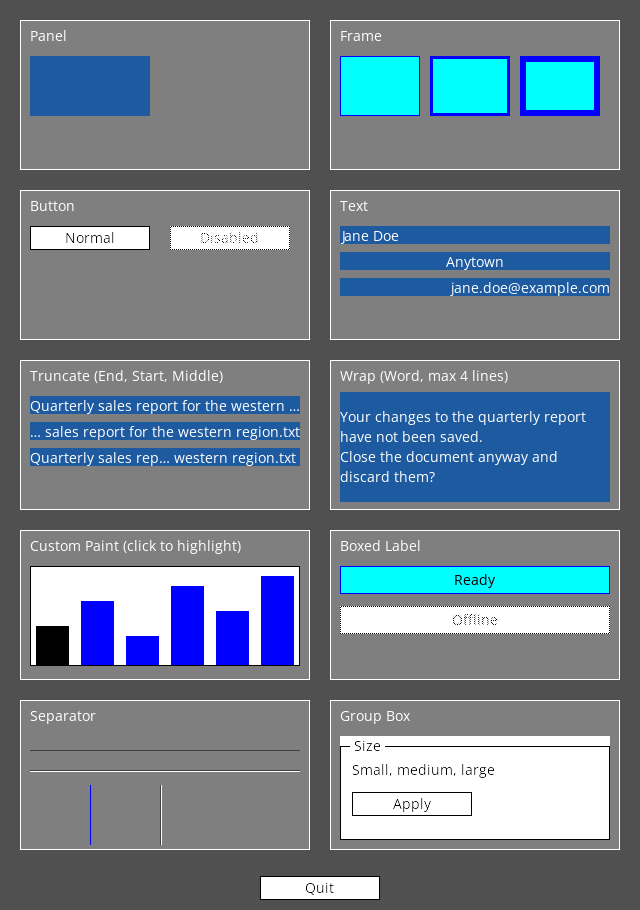 Panel
Frame
Button
Normal
Disabled
Text
Jane Doe
Anytown
jane.doe@example.com
Truncate (End, Start, Middle)
Quarterly sales report for the western ...
... sales report for the western region.txt
Quarterly sales rep... western region.txt
Wrap (Word, max 4 lines)
Your changes to the quarterly report
have not been saved.
Close the document anyway and
discard them?
Custom Paint (click to highlight)
Boxed Label
Ready
Offline
Separator
Group Box
Size
Small, medium, large
Apply
Quit